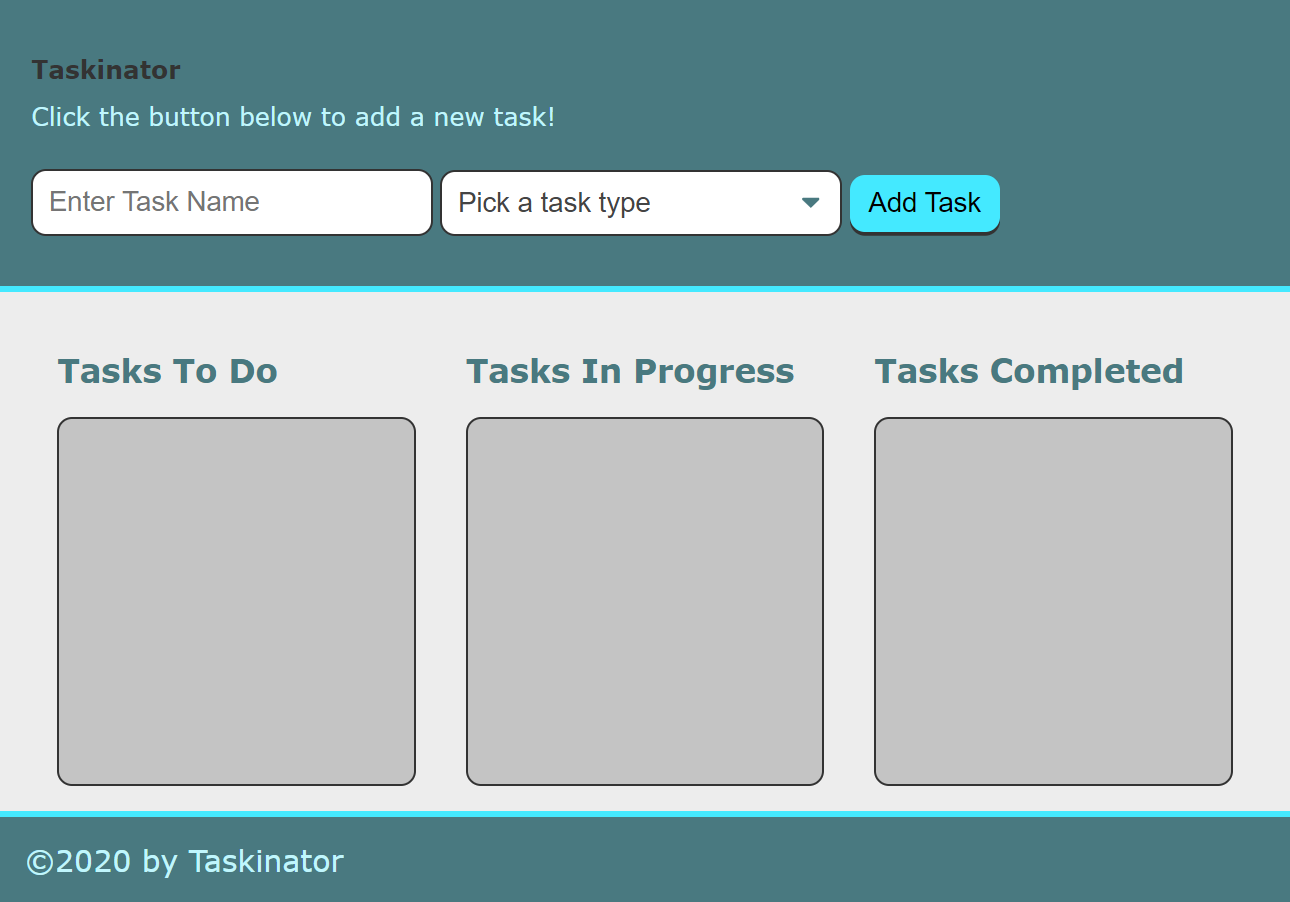 Taskinator
Click the button below to add a new task!
Enter Task Name
Pick a task type
Add Task
Tasks To Do
Tasks In Progress
Tasks Completed
©2020 by Taskinator